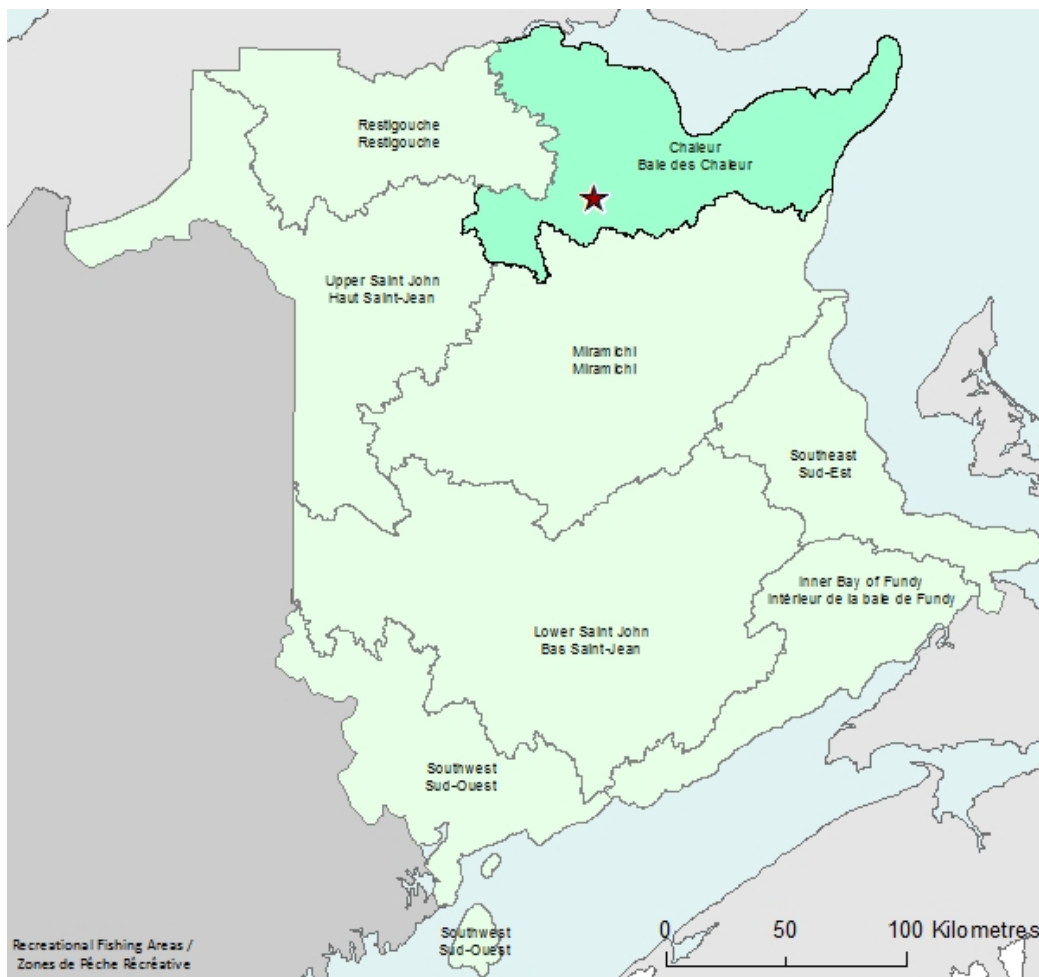 Restigouche
Restigouche
Chaleur
Baie des Chaleur
Upper Saint John
Haut Saint-Jean
Miramichi
Miramichi
Southeast
Sud-Est
Inner Bay of Fundy
Intérieur de la baie de Fundy
Lower Saint John
Bas Saint-Jean
Southwest
Sud-Ouest
Southwest
Sud-Ouest
0 50 100 Kilometres
Recreational Fishing Areas /
Zones de Pêche Récréative